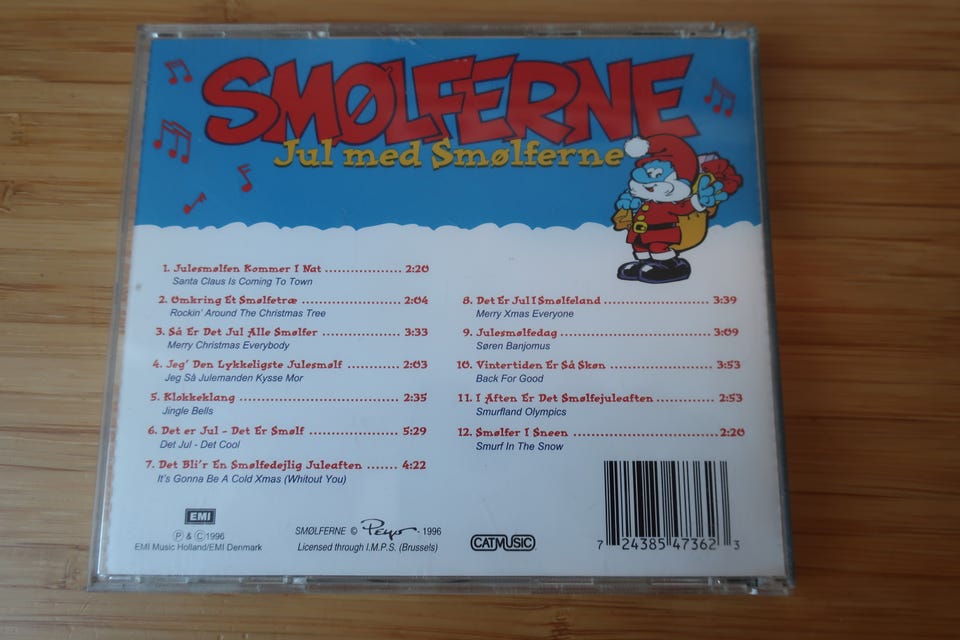 SMØLFERNE
Jul med Smølferne
1. Julesmølfen Kommer I Nat .................. 2:20
Santa Claus Is Coming To Town
2. Omkring Et Smølfetræ ........................ 2:04
Rockin' Around The Christmas Tree
3. Så Er Det Jul Alle Smølfer .................... 3:33
Merry Christmas Everybody
4. Jeg' Den Lykkeligste Julesmølf .............. 2:03
Jeg Så Julemanden Kysse Mor
5. Klokkeklang ...................................... 2:35
Jingle Bells
6. Det er Jul - Det Er Smølf ...................... 5:29
Det Jul - Det Cool
7. Det Bli'r En Smølfedejlig Juleaften ....... 4:22
It's Gonna Be A Cold Xmas (Whitout You)
8. Det Er Jul I Smølfeland ........................ 3:39
Merry Xmas Everyone
9. Julesmølfedag .................................... 3:09
Søren Banjomus
10. Vintertiden Er Så Skøn ........................ 3:53
Back For Good
11. I Aften Er Det Smølfejuleaften .............. 2:53
Smurfland Olympics
12. Smølfer I Sneen .................................. 2:20
Smurf In The Snow
EMI
Ⓟ & Ⓒ 1996
EMI Music Holland/EMI Denmark
SMØLFERNE © Peyo · 1996
Licensed through I.M.P.S. (Brussels)
CATMUSIC
7 24385 47362 3